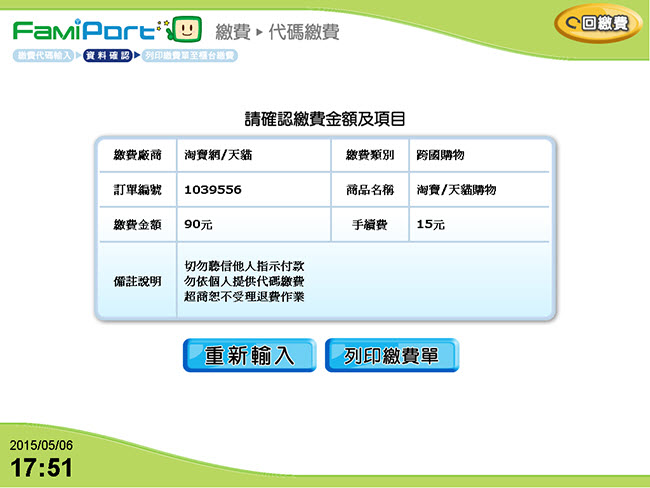 FamiPort 繳費 ▶ 代碼繳費
回繳費
繳費代碼輸入 資料確認 列印繳費單至櫃台繳費
請確認繳費金額及項目
繳費廠商 淘寶網/天貓 繳費類別 跨國購物
訂單編號 1039556 商品名稱 淘寶/天貓購物
繳費金額 90元 手續費 15元
備註說明
切勿聽信他人指示付款
勿依個人提供代碼繳費
超商恕不受理退費作業
重新輸入 列印繳費單
2015/05/06
17:51